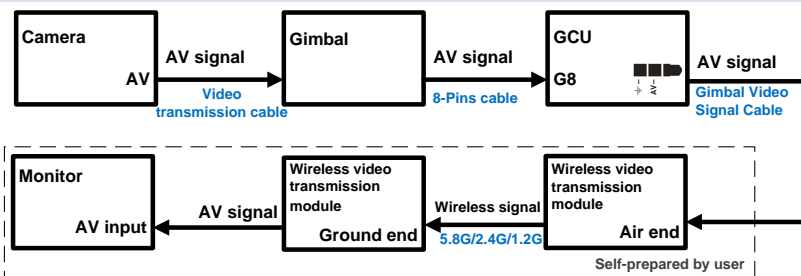 Camera
AV
AV signal
Video
transmission cable
Gimbal
AV signal
8-Pins cable
GCU
G8
AV-
AV signal
Gimbal Video
Signal Cable
Monitor
AV input
AV signal
Wireless video
transmission
module
Ground end
Wireless signal
5.8G/2.4G/1.2G
Wireless video
transmission
module
Air end
Self-prepared by user